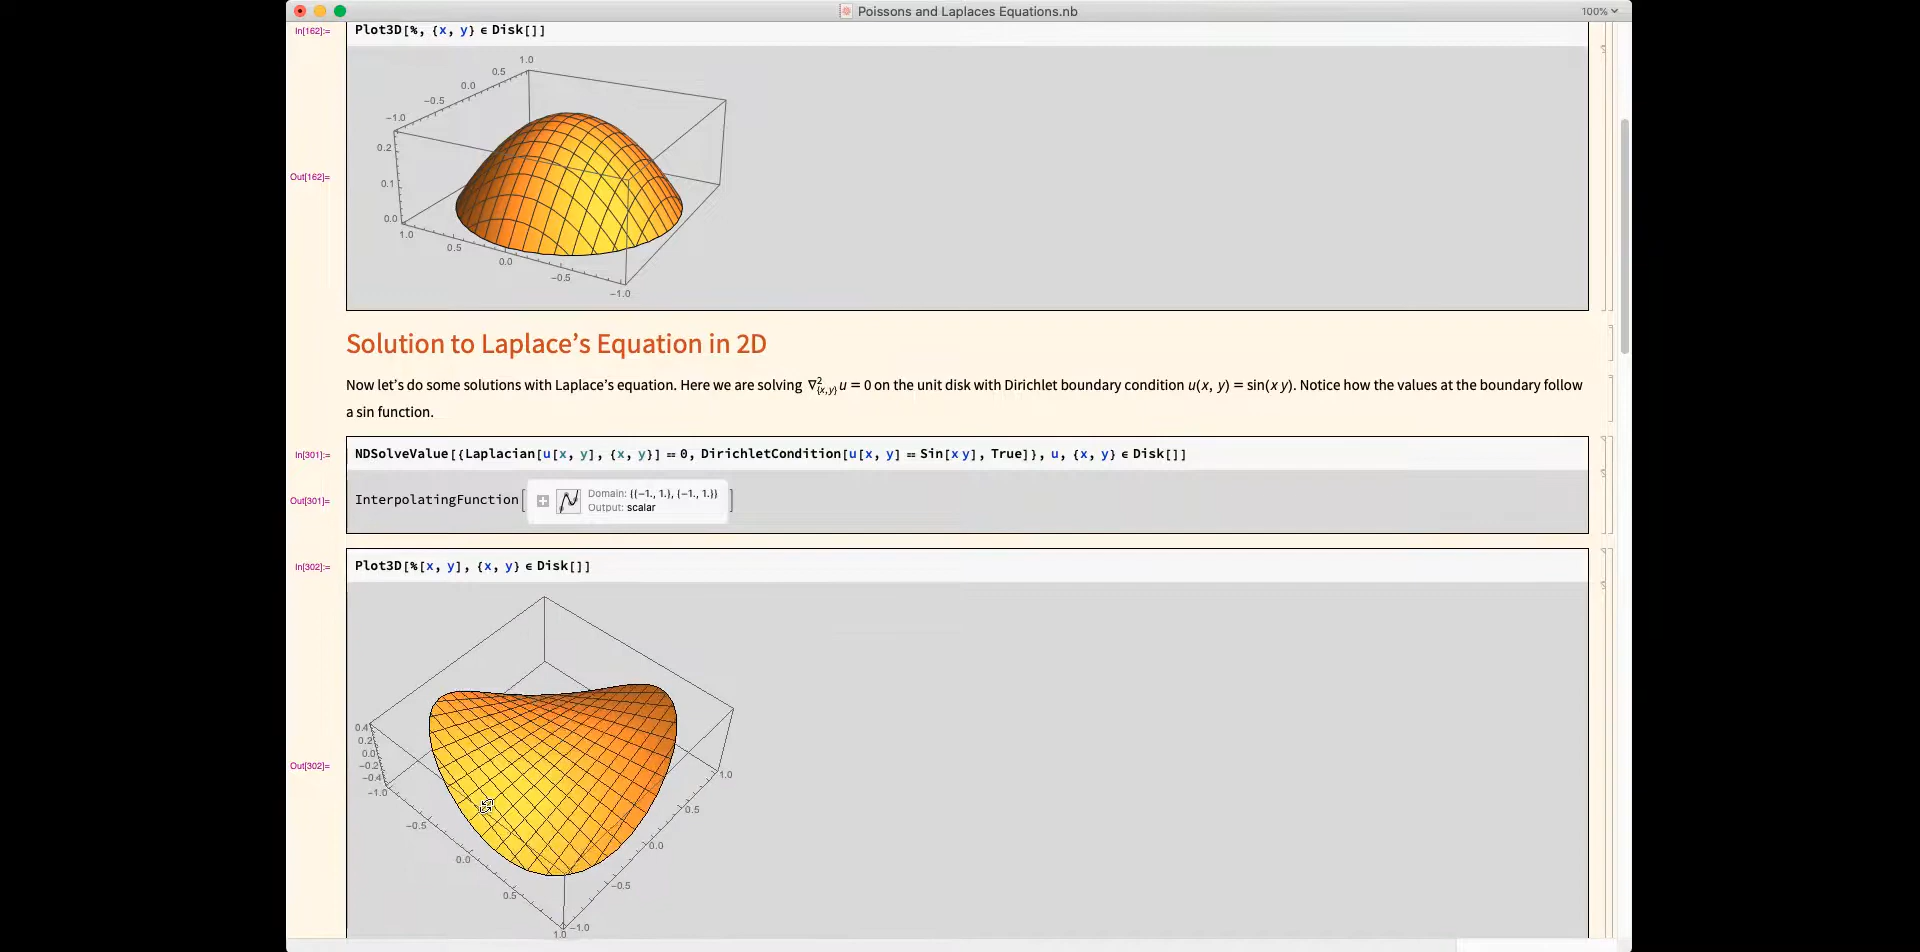 Poissons and Laplaces Equations.nb
100%
In[162]:= Plot3D[%, {x, y} ∈ Disk[]]
1.0
0.5
0.0
−0.5
−1.0
0.2
0.1
0.0
1.0
0.5
0.0
−0.5
−1.0
Out[162]=
Solution to Laplace’s Equation in 2D
Now let’s do some solutions with Laplace’s equation. Here we are solving ∇²{x,y} u = 0 on the unit disk with Dirichlet boundary condition u(x, y) = sin(x y). Notice how the values at the boundary follow
a sin function.
In[301]:= NDSolveValue[{Laplacian[u[x, y], {x, y}] == 0, DirichletCondition[u[x, y] == Sin[x y], True]}, u, {x, y} ∈ Disk[]]
Out[301]= InterpolatingFunction[ Domain: {{−1., 1.}, {−1., 1.}}
Output: scalar ]
In[302]:= Plot3D[%[x, y], {x, y} ∈ Disk[]]
0.4
0.2
0.0
−0.2
−0.4
−1.0
−0.5
0.0
0.5
1.0
1.0
0.5
0.0
−0.5
−1.0
Out[302]=